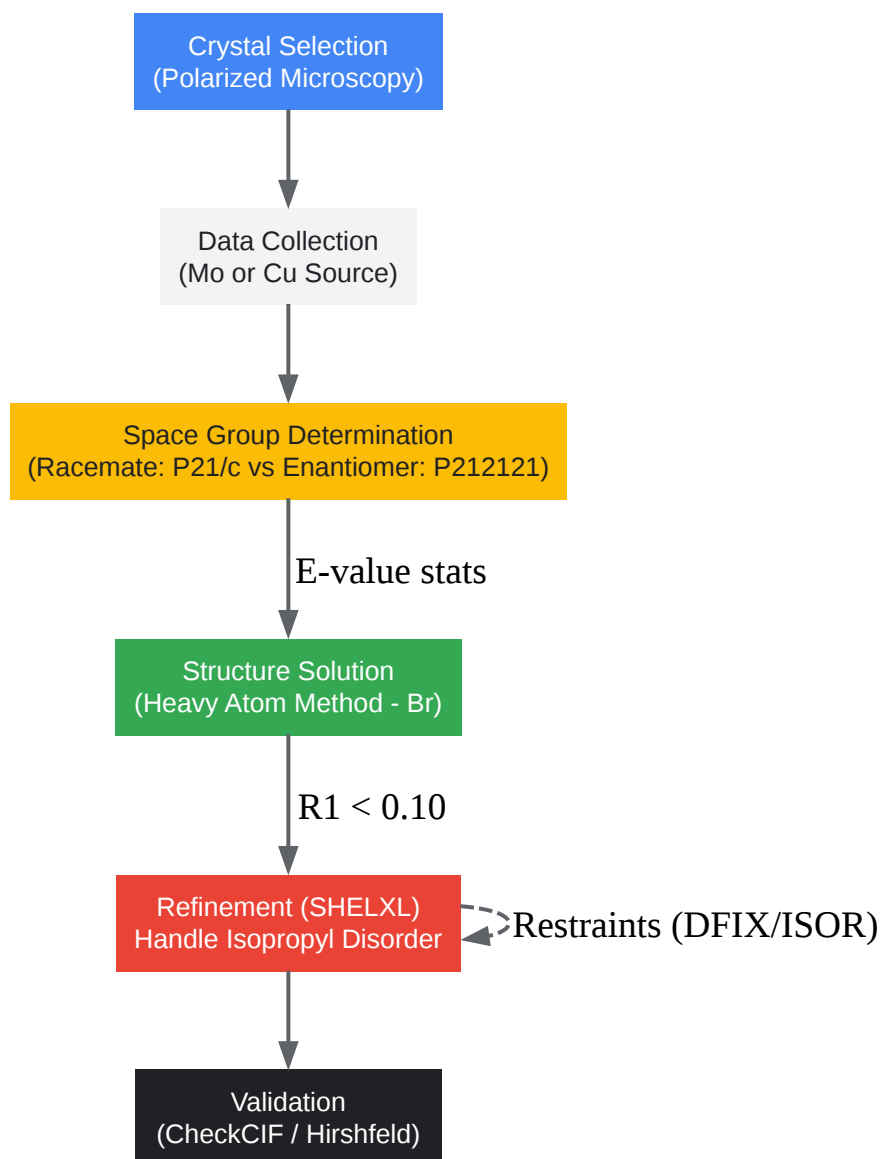 Crystal Selection
(Polarized Microscopy)
Data Collection
(Mo or Cu Source)
Space Group Determination
(Racemate: P21/c vs Enantiomer: P212121)
E-value stats
Structure Solution
(Heavy Atom Method - Br)
R1 < 0.10
Refinement (SHELXL)
Handle Isopropyl Disorder
Restraints (DFIX/ISOR)
Validation
(CheckCIF / Hirshfeld)